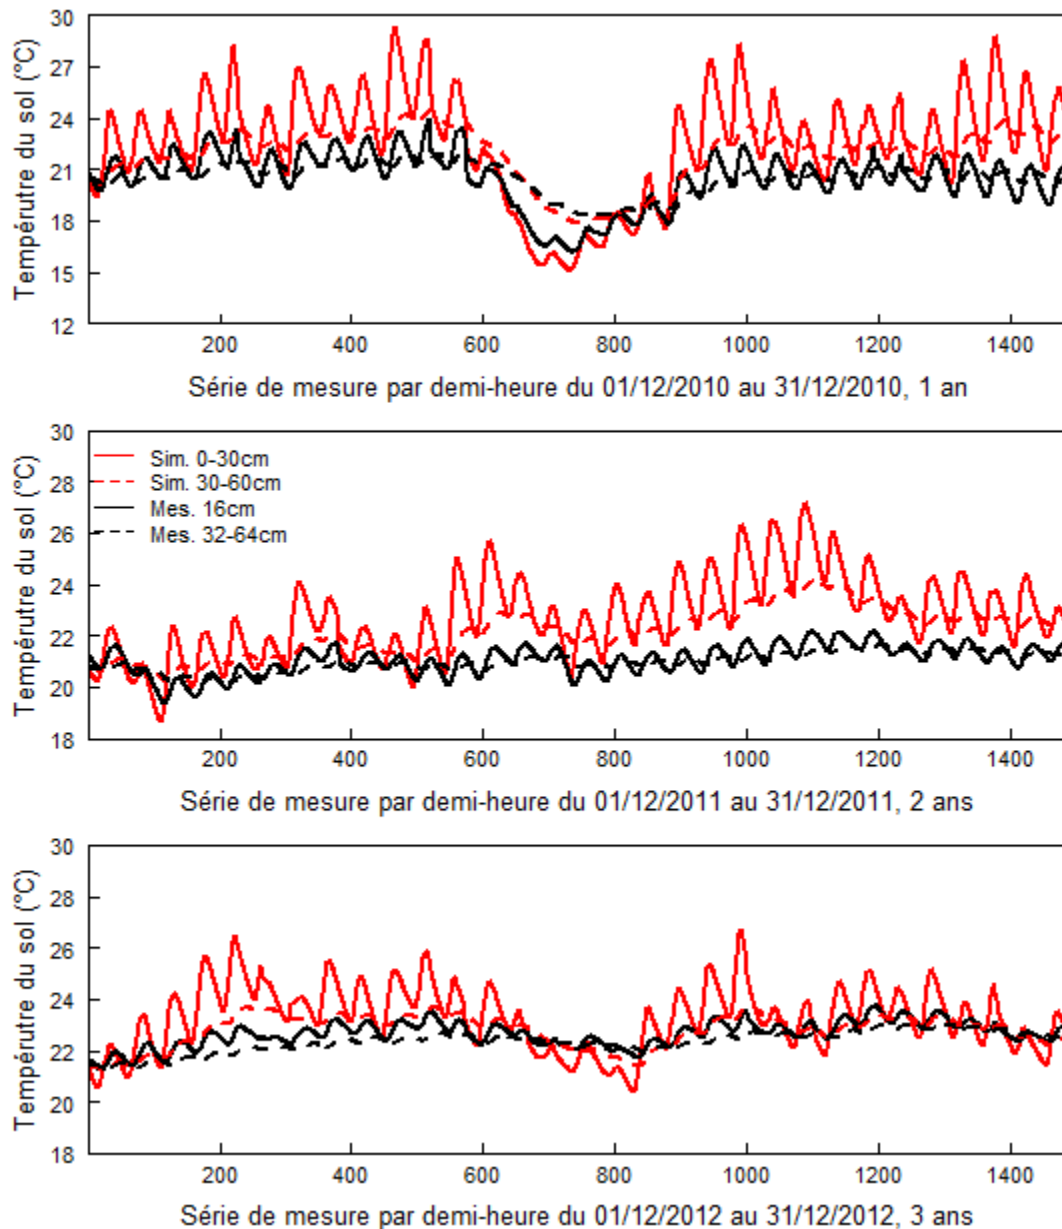 30
27
24
21
18
15
12
Tempérutre du sol (°C)
200 400 600 800 1000 1200 1400
Série de mesure par demi-heure du 01/12/2010 au 31/12/2010, 1 an
30
28
26
24
22
20
18
Tempérutre du sol (°C)
Sim. 0-30cm
Sim. 30-60cm
Mes. 16cm
Mes. 32-64cm
200 400 600 800 1000 1200 1400
Série de mesure par demi-heure du 01/12/2011 au 31/12/2011, 2 ans
30
28
26
24
22
20
18
Tempérutre du sol (°C)
200 400 600 800 1000 1200 1400
Série de mesure par demi-heure du 01/12/2012 au 31/12/2012, 3 ans